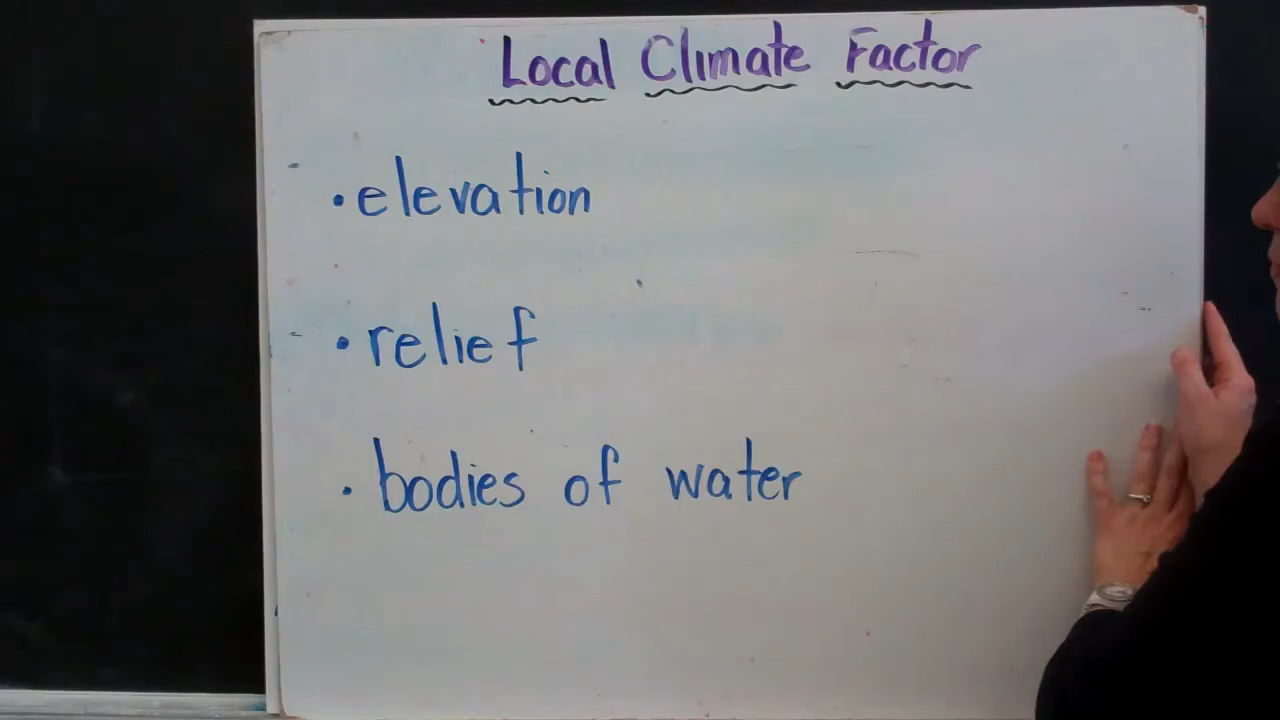 Local Climate Factor
• elevation
• relief
• bodies of water